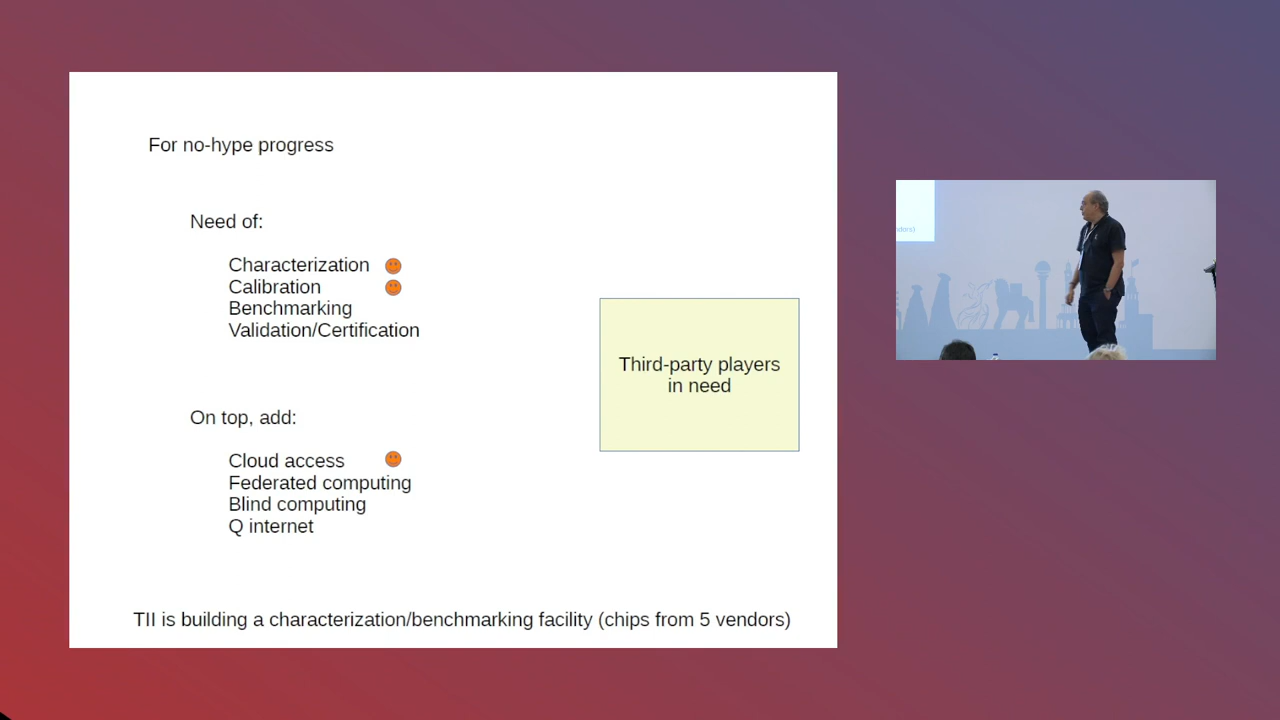 For no-hype progress
Need of:
Characterization
Calibration
Benchmarking
Validation/Certification
Third-party players
in need
On top, add:
Cloud access
Federated computing
Blind computing
Q internet
TII is building a characterization/benchmarking facility (chips from 5 vendors)